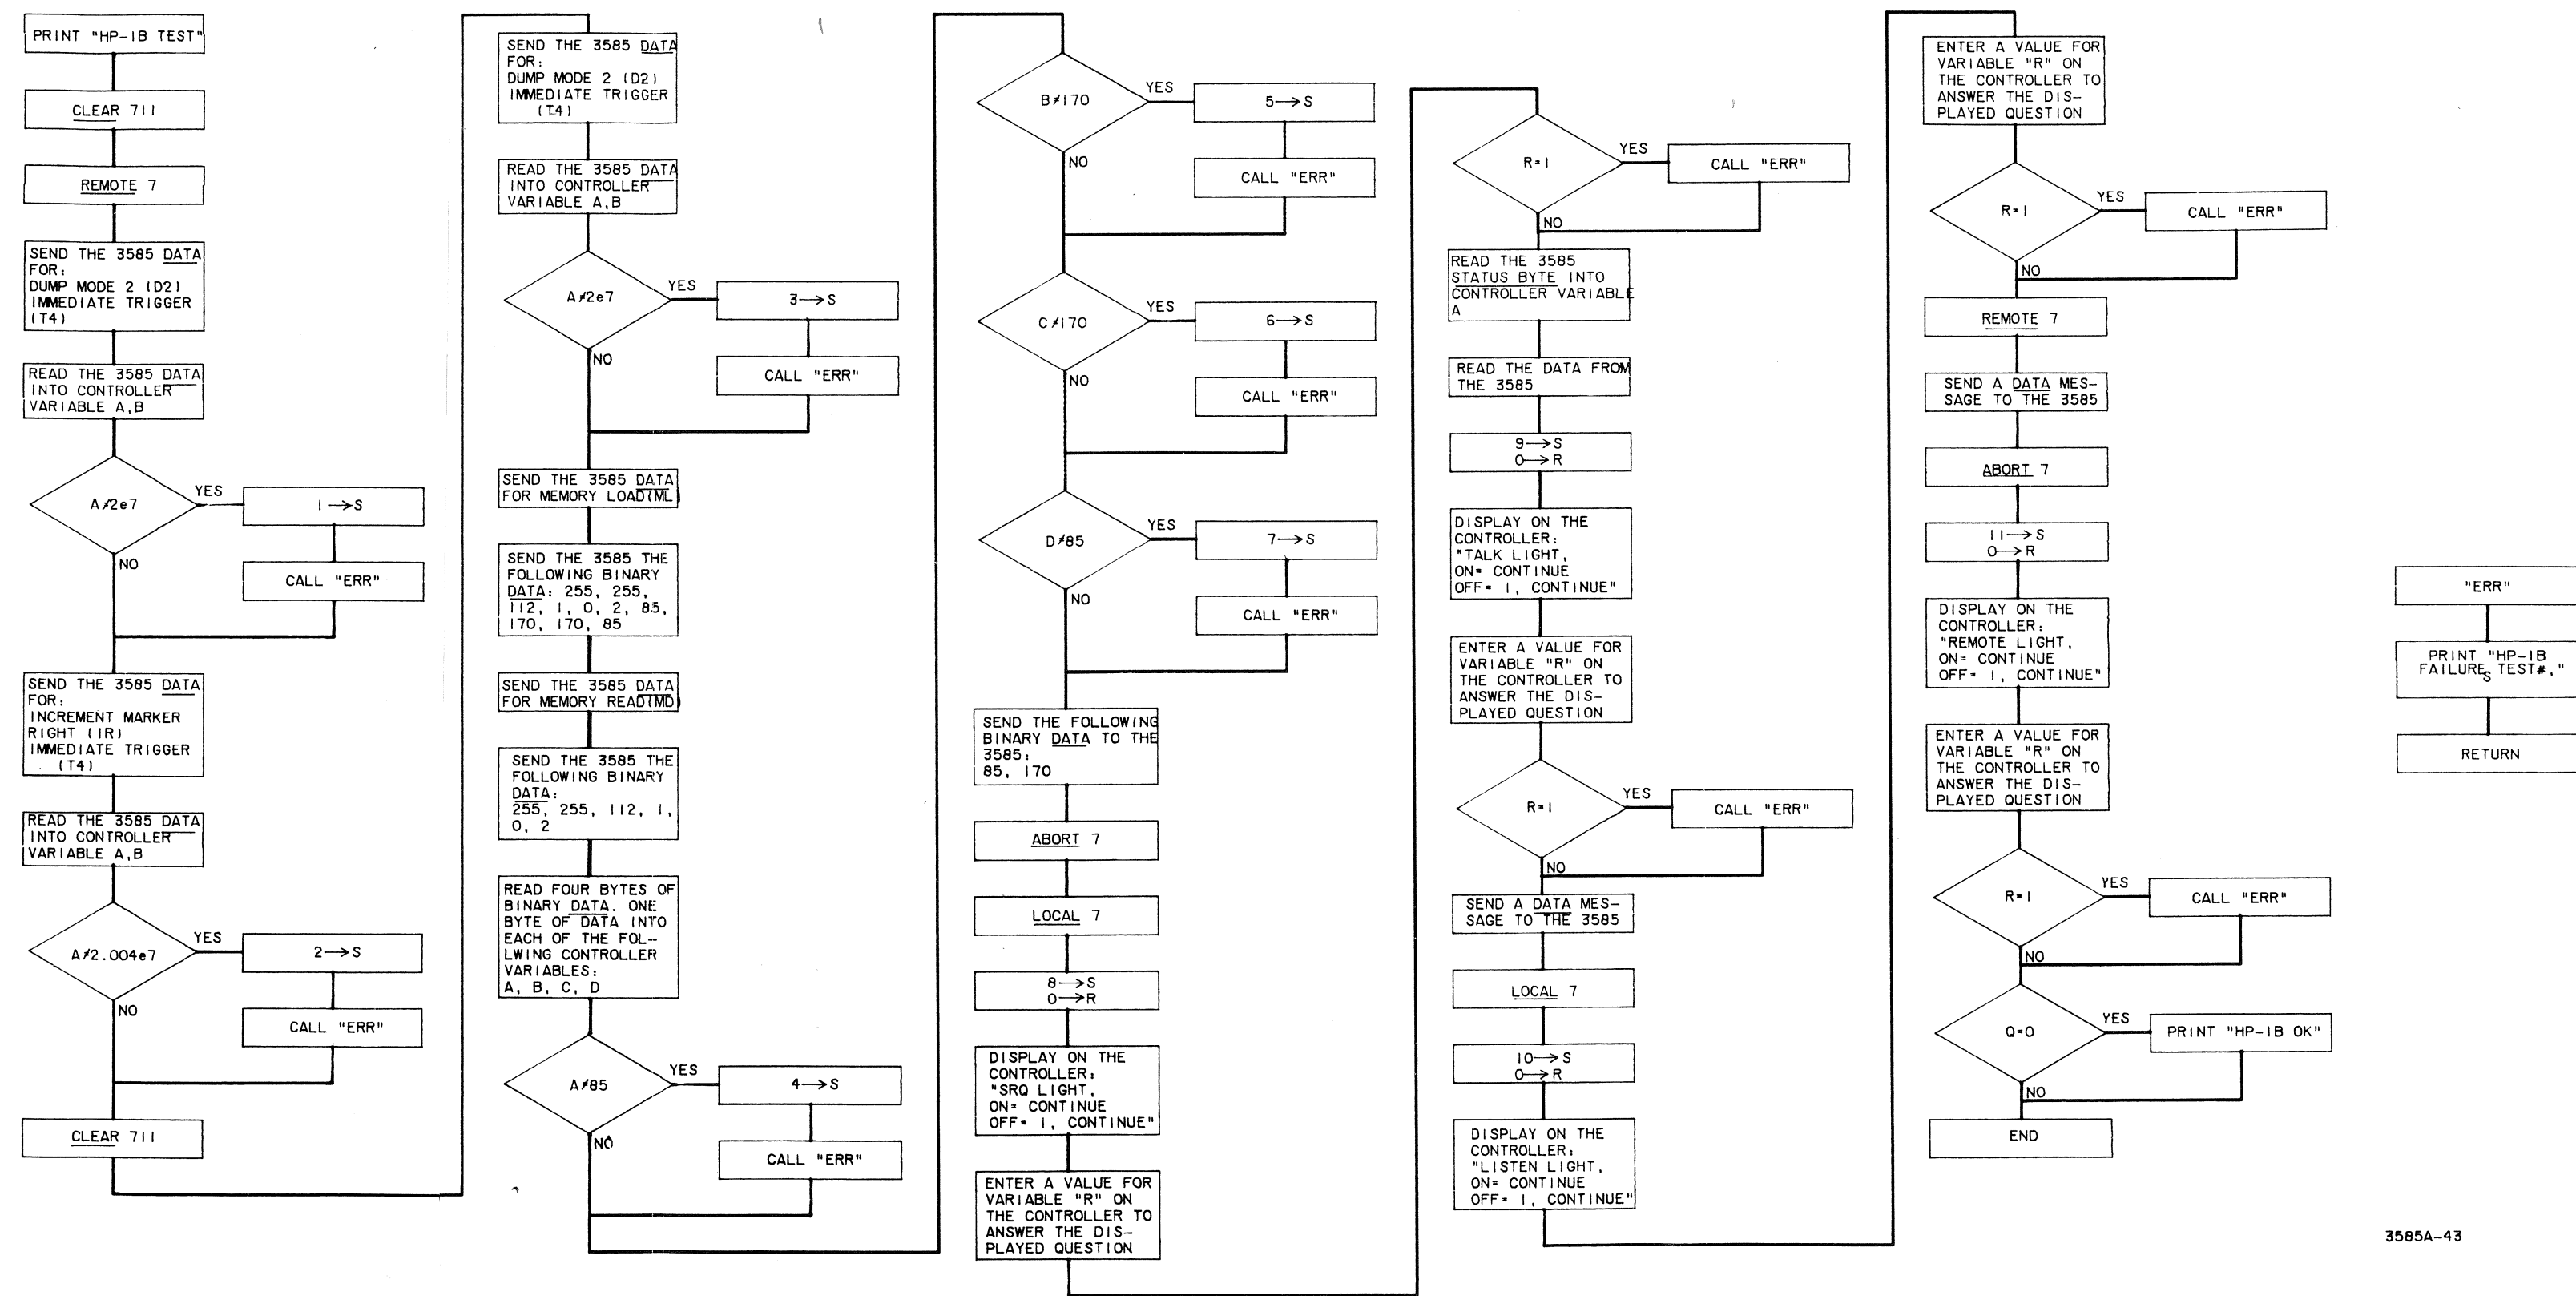 PRINT "HP-IB TEST"
CLEAR 711
REMOTE 7
SEND THE 3585 DATA
FOR:
DUMP MODE 2 (D2)
IMMEDIATE TRIGGER
(T4)
READ THE 3585 DATA
INTO CONTROLLER
VARIABLE A,B
A≠2e7
YES
1→S
NO
CALL "ERR"
SEND THE 3585 DATA
FOR:
INCREMENT MARKER
RIGHT (IR)
IMMEDIATE TRIGGER
(T4)
READ THE 3585 DATA
INTO CONTROLLER
VARIABLE A,B
A≠2.004e7
YES
2→S
NO
CALL "ERR"
CLEAR 711
SEND THE 3585 DATA
FOR:
DUMP MODE 2 (D2)
IMMEDIATE TRIGGER
(T4)
READ THE 3585 DATA
INTO CONTROLLER
VARIABLE A,B
A≠2e7
YES
3→S
NO
CALL "ERR"
SEND THE 3585 DATA
FOR MEMORY LOAD(ML)
SEND THE 3585 THE
FOLLOWING BINARY
DATA: 255, 255,
112, 1, 0, 2, 85,
170, 170, 85
SEND THE 3585 DATA
FOR MEMORY READ(MD)
SEND THE 3585 THE
FOLLOWING BINARY
DATA:
255, 255, 112, 1,
0, 2
READ FOUR BYTES OF
BINARY DATA. ONE
BYTE OF DATA INTO
EACH OF THE FOL-
LWING CONTROLLER
VARIABLES:
A, B, C, D
A≠85
YES
4→S
NO
CALL "ERR"
B≠170
YES
5→S
NO
CALL "ERR"
C≠170
YES
6→S
NO
CALL "ERR"
D≠85
YES
7→S
NO
CALL "ERR"
SEND THE FOLLOWING
BINARY DATA TO THE
3585:
85, 170
ABORT 7
LOCAL 7
8→S
0→R
DISPLAY ON THE
CONTROLLER:
"SRQ LIGHT,
ON= CONTINUE
OFF= 1, CONTINUE"
ENTER A VALUE FOR
VARIABLE "R" ON
THE CONTROLLER TO
ANSWER THE DIS-
PLAYED QUESTION
R=1
YES
CALL "ERR"
NO
READ THE 3585
STATUS BYTE INTO
CONTROLLER VARIABLE
A
READ THE DATA FROM
THE 3585
9→S
0→R
DISPLAY ON THE
CONTROLLER:
"TALK LIGHT,
ON= CONTINUE
OFF= 1, CONTINUE"
ENTER A VALUE FOR
VARIABLE "R" ON
THE CONTROLLER TO
ANSWER THE DIS-
PLAYED QUESTION
R=1
YES
CALL "ERR"
NO
SEND A DATA MES-
SAGE TO THE 3585
LOCAL 7
10→S
0→R
DISPLAY ON THE
CONTROLLER:
"LISTEN LIGHT,
ON= CONTINUE
OFF= 1, CONTINUE"
ENTER A VALUE FOR
VARIABLE "R" ON
THE CONTROLLER TO
ANSWER THE DIS-
PLAYED QUESTION
R=1
YES
CALL "ERR"
NO
REMOTE 7
SEND A DATA MES-
SAGE TO THE 3585
ABORT 7
11→S
0→R
DISPLAY ON THE
CONTROLLER:
"REMOTE LIGHT,
ON= CONTINUE
OFF= 1, CONTINUE"
ENTER A VALUE FOR
VARIABLE "R" ON
THE CONTROLLER TO
ANSWER THE DIS-
PLAYED QUESTION
R=1
YES
CALL "ERR"
NO
Q=0
YES
PRINT "HP-IB OK"
NO
END
"ERR"
PRINT "HP-IB
FAILURE TEST#,"
S
RETURN
3585A-43